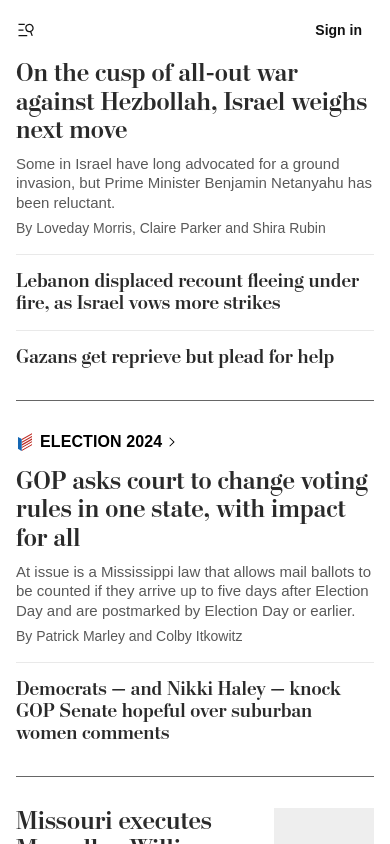 Sign in
On the cusp of all-out war
against Hezbollah, Israel weighs
next move
Some in Israel have long advocated for a ground
invasion, but Prime Minister Benjamin Netanyahu has
been reluctant.
By Loveday Morris, Claire Parker and Shira Rubin
Lebanon displaced recount fleeing under
fire, as Israel vows more strikes
Gazans get reprieve but plead for help
ELECTION 2024
GOP asks court to change voting
rules in one state, with impact
for all
At issue is a Mississippi law that allows mail ballots to
be counted if they arrive up to five days after Election
Day and are postmarked by Election Day or earlier.
By Patrick Marley and Colby Itkowitz
Democrats — and Nikki Haley — knock
GOP Senate hopeful over suburban
women comments
Missouri executes